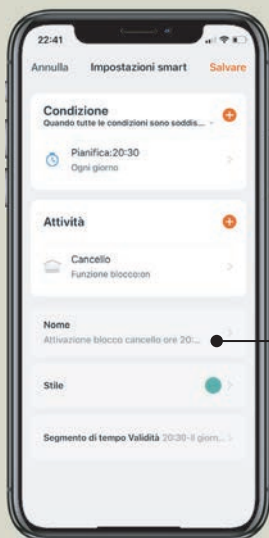 22:41
Annulla Impostazioni smart Salvare
Condizione
Quando tutte le condizioni sono soddis...
Pianifica:20:30
Ogni giorno
Attività
Cancello
Funzione blocco:on
Nome
Attivazione blocco cancello ore 20:...
Stile
Segmento di tempo Validità 20:30-Il giorn...